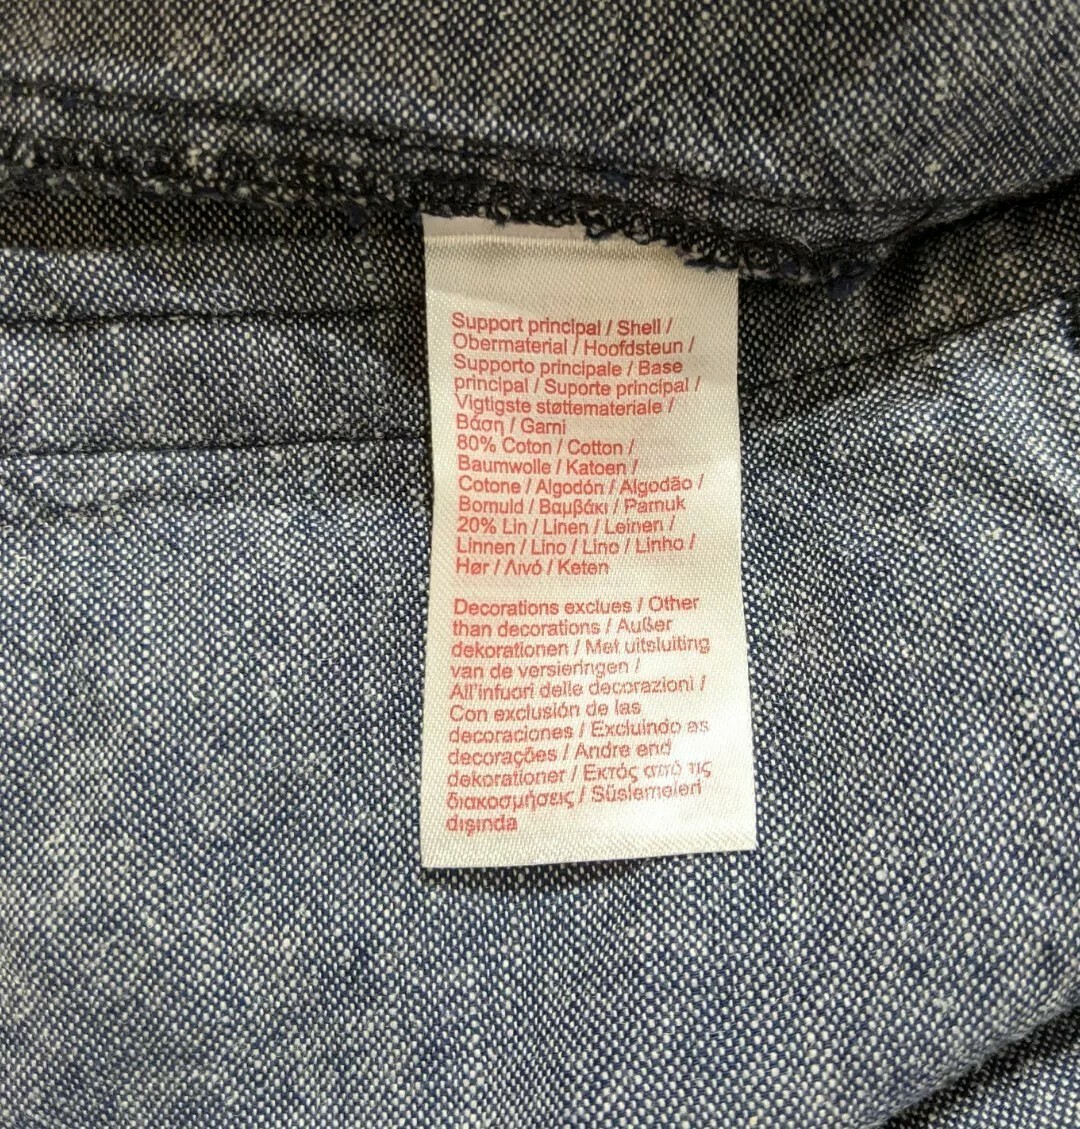 Support principal / Shell /
Obermaterial / Hoofdsteun /
Supporto principale / Base
principal / Suporte principal /
Vigtigste støttemateriale /
Βάση / Garni
80% Coton / Cotton /
Baumwolle / Katoen /
Cotone / Algodón / Algodão /
Bomuld / Βαμβάκι / Pamuk
20% Lin / Linen / Leinen /
Linnen / Lino / Lino / Linho /
Hør / Λινό / Keten
Decorations exclues / Other
than decorations / Außer
dekorationen / Met uitsluiting
van de versieringen /
All'infuori delle decorazioni /
Con exclusión de las
decoraciones / Excluindo as
decorações / Andre end
dekorationer / Εκτός από τις
διακοσμήσεις / Süslemeleri
dışında